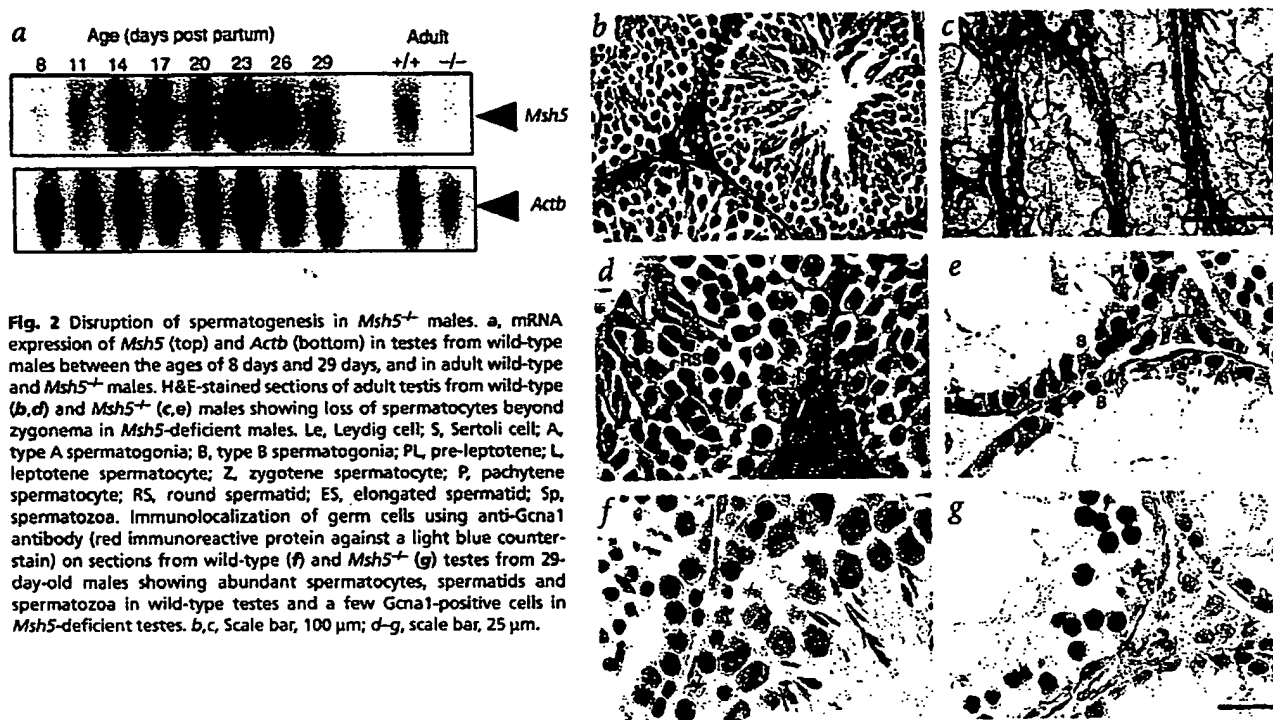 a
Age (days post partum) Adult
8 11 14 17 20 23 26 29 +/+ −/−
Msh5
Actb
b
c
d
S
B
RS
e
PL
S
B
S
f
g
Fig. 2 Disruption of spermatogenesis in Msh5−/− males. a, mRNA
expression of Msh5 (top) and Actb (bottom) in testes from wild-type
males between the ages of 8 days and 29 days, and in adult wild-type
and Msh5−/− males. H&E-stained sections of adult testis from wild-type
(b,d) and Msh5−/− (c,e) males showing loss of spermatocytes beyond
zygonema in Msh5-deficient males. Le, Leydig cell; S, Sertoli cell; A,
type A spermatogonia; B, type B spermatogonia; PL, pre-leptotene; L,
leptotene spermatocyte; Z, zygotene spermatocyte; P, pachytene
spermatocyte; RS, round spermatid; ES, elongated spermatid; Sp,
spermatozoa. Immunolocalization of germ cells using anti-Gcna1
antibody (red immunoreactive protein against a light blue counter-
stain) on sections from wild-type (f) and Msh5−/− (g) testes from 29-
day-old males showing abundant spermatocytes, spermatids and
spermatozoa in wild-type testes and a few Gcna1-positive cells in
Msh5-deficient testes. b,c, Scale bar, 100 μm; d–g, scale bar, 25 μm.